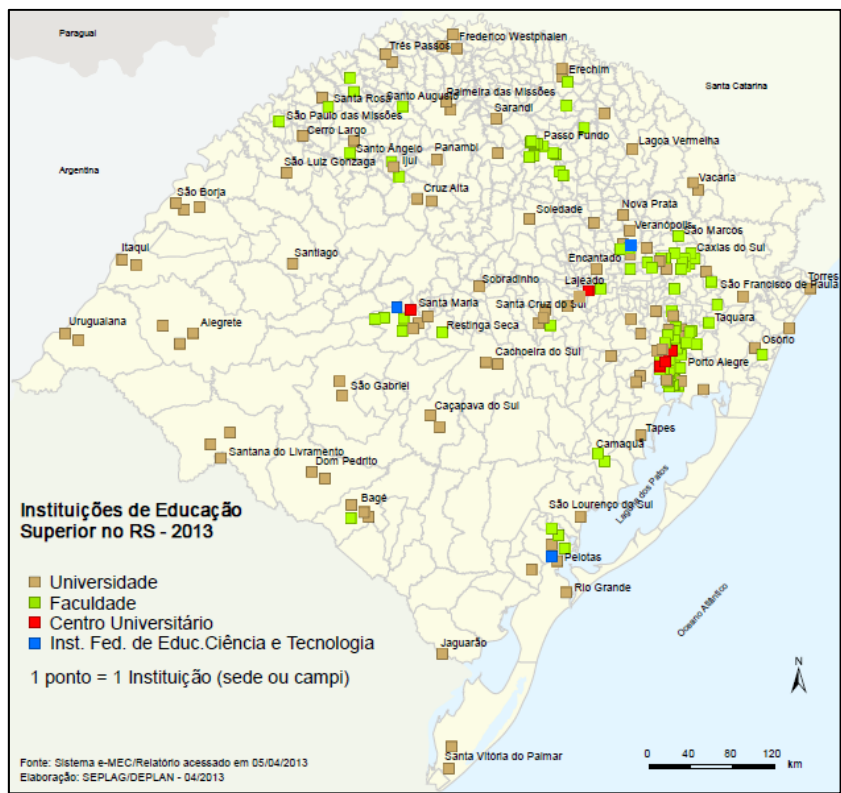 Paraguai
Frederico Westphalen
Três Passos
Erechim
Santa Catarina
Santa Rosa
Santo Augusto
Palmeira das Missões
São Paulo das Missões
Sarandi
Cerro Largo
Passo Fundo
Santo Ângelo
Panambi
Lagoa Vermelha
Ijuí
São Luiz Gonzaga
Argentina
Vacaria
Cruz Alta
São Borja
Nova Prata
Soledade
Veranópolis
São Marcos
Itaqui
Santiago
Encantado
Caxias do Sul
Sobradinho
Lajeado
São Francisco de Paula
Torres
Santa Maria
Santa Cruz do Sul
Taquara
Uruguaiana
Alegrete
Restinga Seca
Osório
Cachoeira do Sul
Porto Alegre
São Gabriel
Caçapava do Sul
Tapes
Santana do Livramento
Camaquã
Dom Pedrito
Lagoa dos Patos
Bagé
São Lourenço do Sul
Instituições de Educação
Superior no RS - 2013
Pelotas
Universidade
Rio Grande
Faculdade
Oceano Atlântico
Centro Universitário
Inst. Fed. de Educ.Ciência e Tecnologia
Jaguarão
1 ponto = 1 Instituição (sede ou campi)
N
Santa Vitória do Palmar
Fonte: Sistema e-MEC/Relatório acessado em 05/04/2013
Elaboração: SEPLAG/DEPLAN - 04/2013
0 40 80 120
km